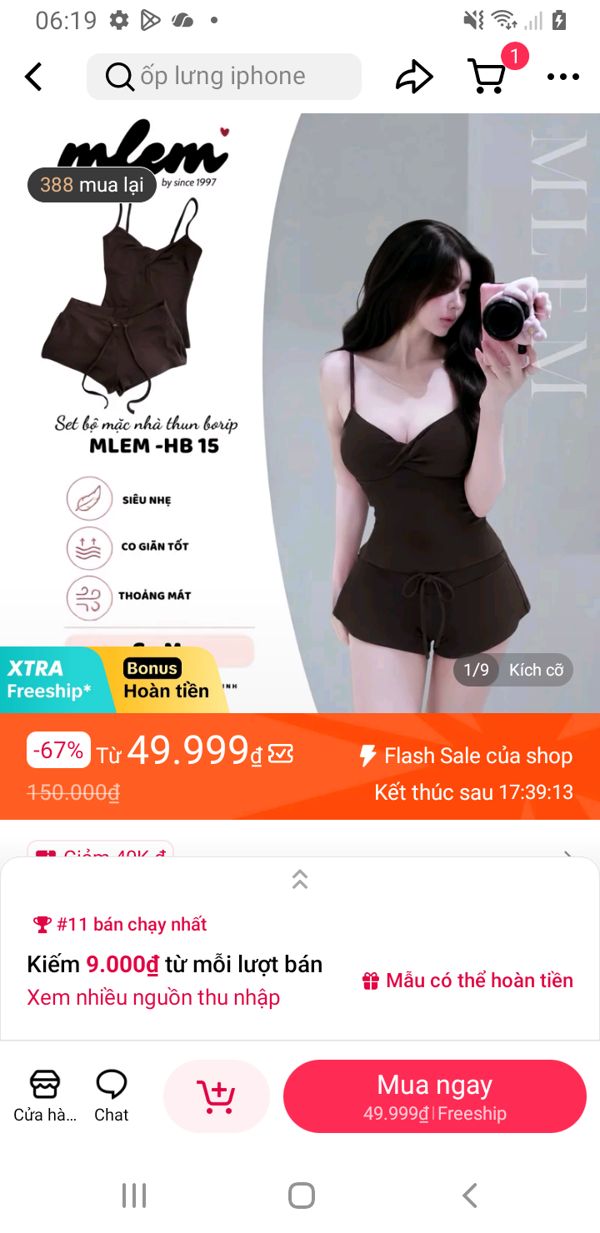 06:19
ốp lưng iphone
1
mlem
by since 1997
388 mua lại
MLEM
Set bộ mặc nhà thun borip
MLEM -HB 15
SIÊU NHẸ
CO GIÃN TỐT
THOÁNG MÁT
XTRA
Freeship*
Bonus
Hoàn tiền
1/9 Kích cỡ
-67% Từ 49.999₫
Flash Sale của shop
150.000₫
Kết thúc sau 17:39:13
Giảm 40K ₫
#11 bán chạy nhất
Kiếm 9.000₫ từ mỗi lượt bán
Mẫu có thể hoàn tiền
Xem nhiều nguồn thu nhập
Cửa hà...
Chat
Mua ngay
49.999₫ | Freeship